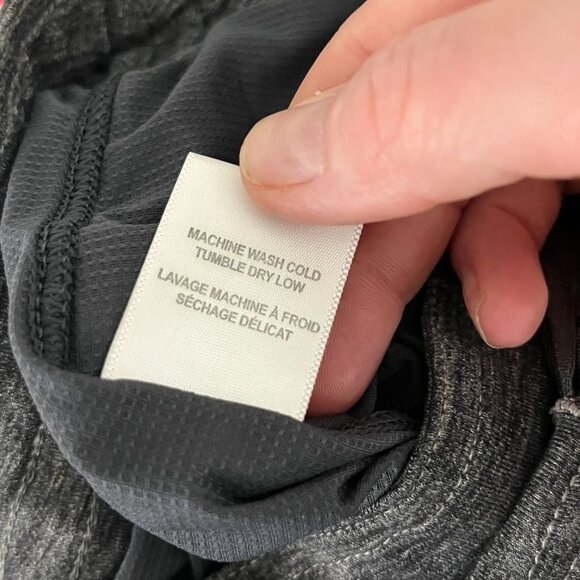 MACHINE WASH COLD
TUMBLE DRY LOW
LAVAGE MACHINE À FROID
SÉCHAGE DÉLICAT